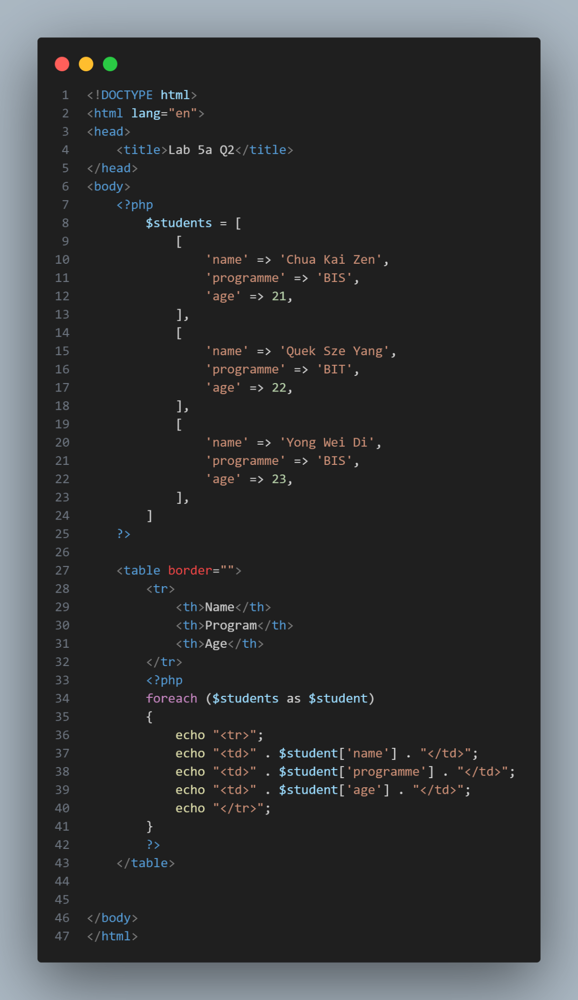 1 <!DOCTYPE html>
2 <html lang="en">
3 <head>
4     <title>Lab 5a Q2</title>
5 </head>
6 <body>
7     <?php
8         $students = [
9             [
10                 'name' => 'Chua Kai Zen',
11                 'programme' => 'BIS',
12                 'age' => 21,
13             ],
14             [
15                 'name' => 'Quek Sze Yang',
16                 'programme' => 'BIT',
17                 'age' => 22,
18             ],
19             [
20                 'name' => 'Yong Wei Di',
21                 'programme' => 'BIS',
22                 'age' => 23,
23             ],
24         ]
25     ?>
26
27     <table border="">
28         <tr>
29             <th>Name</th>
30             <th>Program</th>
31             <th>Age</th>
32         </tr>
33         <?php
34         foreach ($students as $student)
35         {
36             echo "<tr>";
37             echo "<td>" . $student['name'] . "</td>";
38             echo "<td>" . $student['programme'] . "</td>";
39             echo "<td>" . $student['age'] . "</td>";
40             echo "</tr>";
41         }
42         ?>
43     </table>
44
45
46 </body>
47 </html>